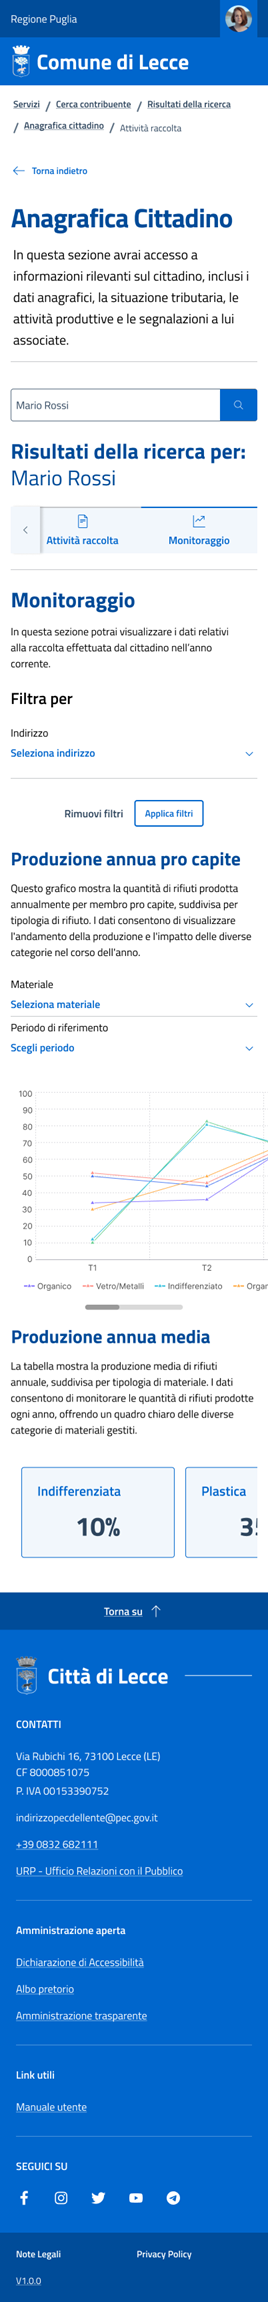 Regione Puglia
Comune di Lecce
Servizi / Cerca contribuente / Risultati della ricerca
/ Anagrafica cittadino / Attività raccolta
Torna indietro
Anagrafica Cittadino
In questa sezione avrai accesso a
informazioni rilevanti sul cittadino, inclusi i
dati anagrafici, la situazione tributaria, le
attività produttive e le segnalazioni a lui
associate.
Mario Rossi
Risultati della ricerca per:
Mario Rossi
Attività raccolta
Monitoraggio
Monitoraggio
In questa sezione potrai visualizzare i dati relativi
alla raccolta effettuata dal cittadino nell'anno
corrente.
Filtra per
Indirizzo
Seleziona indirizzo
Rimuovi filtri
Applica filtri
Produzione annua pro capite
Questo grafico mostra la quantità di rifiuti prodotta
annualmente per membro pro capite, suddivisa per
tipologia di rifiuto. I dati consentono di visualizzare
l'andamento della produzione e l'impatto delle diverse
categorie nel corso dell'anno.
Materiale
Seleziona materiale
Periodo di riferimento
Scegli periodo
100
90
80
70
60
50
40
30
20
10
0
T1 T2
Organico Vetro/Metalli Indifferenziato Organ
Produzione annua media
La tabella mostra la produzione media di rifiuti
annuale, suddivisa per tipologia di materiale. I dati
consentono di monitorare le quantità di rifiuti prodotte
ogni anno, offrendo un quadro chiaro delle diverse
categorie di materiali gestiti.
Indifferenziata
10%
Plastica
Torna su
Città di Lecce
CONTATTI
Via Rubichi 16, 73100 Lecce (LE)
CF 8000851075
P. IVA 00153390752
indirizzopecdellente@pec.gov.it
+39 0832 682111
URP - Ufficio Relazioni con il Pubblico
Amministrazione aperta
Dichiarazione di Accessibilità
Albo pretorio
Amministrazione trasparente
Link utili
Manuale utente
SEGUICI SU
Note Legali
Privacy Policy
V1.0.0